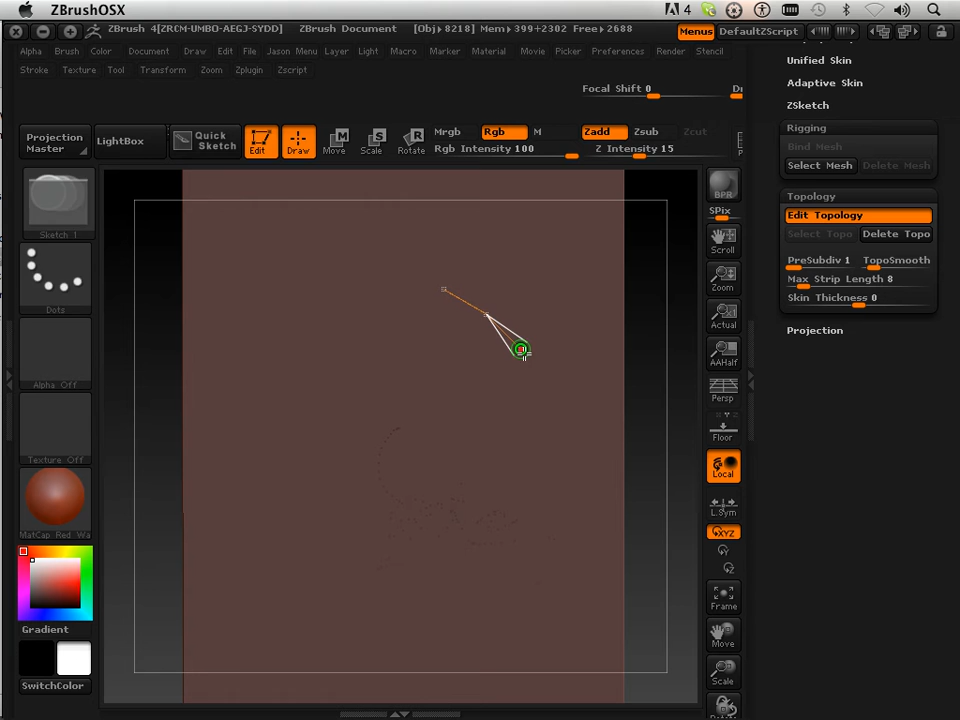 ZBrushOSX
4
ZBrush 4[ZRCM-UMBO-AEGJ-SYDD]
ZBrush Document
[Obj▸8218] Mem▸399+2302 Free▸2688
Menus
DefaultZScript
Alpha Brush Color Document Draw Edit File Jason Menu Layer Light Macro Marker Material Movie Picker Preferences Render Stencil
Stroke Texture Tool Transform Zoom Zplugin Zscript
Focal Shift 0
Projection Master
LightBox
Quick Sketch
Edit
Draw
Move
Scale
Rotate
Mrgb
Rgb
M
Rgb Intensity 100
Zadd
Zsub
Zcut
Z Intensity 15
Sketch 1
Dots
Alpha Off
Texture Off
MatCap Red Wa
Gradient
SwitchColor
BPR
SPix
Scroll
Zoom
Actual
AAHalf
Persp
Floor
Local
L.Sym
XYZ
Y
Z
Frame
Move
Scale
Unified Skin
Adaptive Skin
ZSketch
Rigging
Bind Mesh
Select Mesh
Delete Mesh
Topology
Edit Topology
Select Topo
Delete Topo
PreSubdiv 1
TopoSmooth
Max Strip Length 8
Skin Thickness 0
Projection